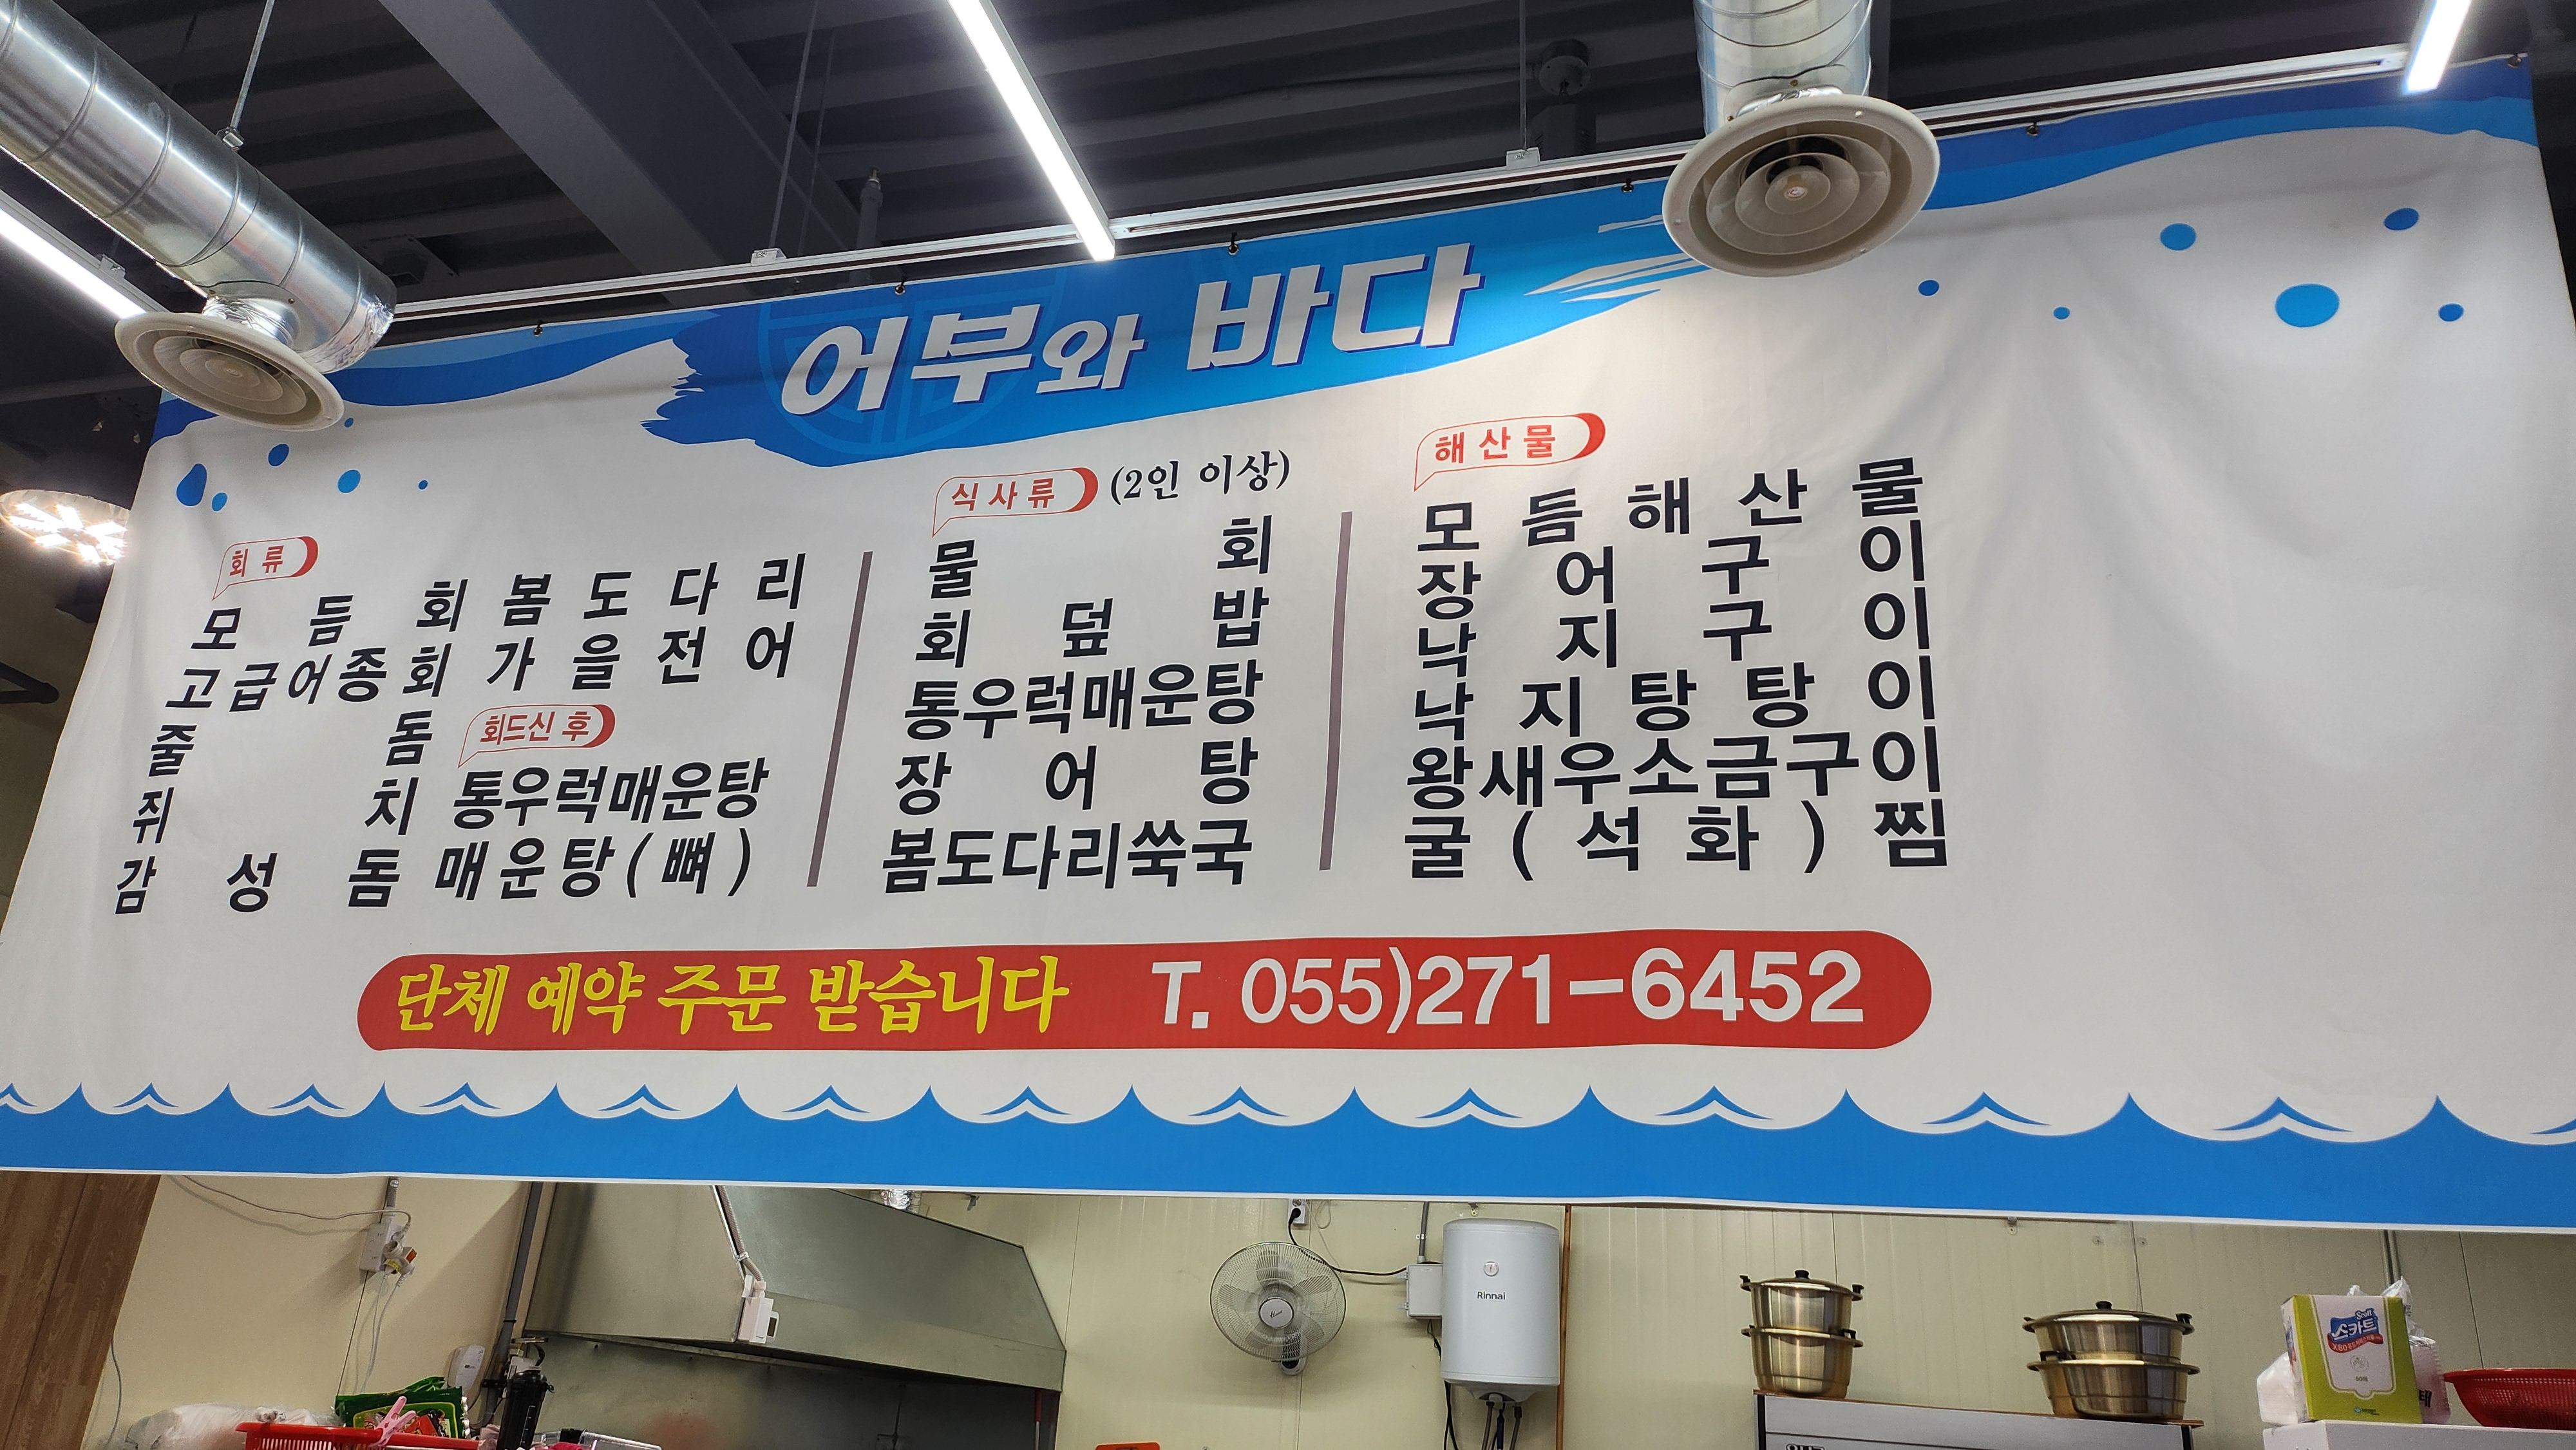 어부와 바다
회류
모듬회 봄도다리
고급어종회 가을전어
줄돔
쥐치
감성돔
회드신 후
통우럭매운탕
매운탕(뼈)
식사류 (2인 이상)
물회
회덮밥
통우럭매운탕
장어탕
봄도다리쑥국
해산물
모듬해산물
장어구이
낙지구이
낙지탕탕이
왕새우소금구이
굴(석화)찜
단체 예약 주문 받습니다 T. 055)271-6452
Rinnai
Scott
스카트